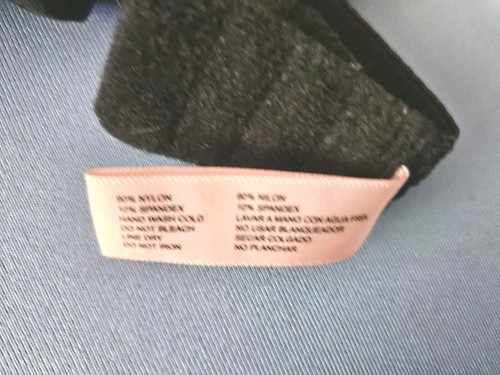 90% NYLON
10% SPANDEX
HAND WASH COLD
DO NOT BLEACH
LINE DRY
DO NOT IRON
90% NILON
10% SPANDEX
LAVAR A MANO CON AGUA FRIA
NO USAR BLANQUEADOR
SECAR COLGADO
NO PLANCHAR